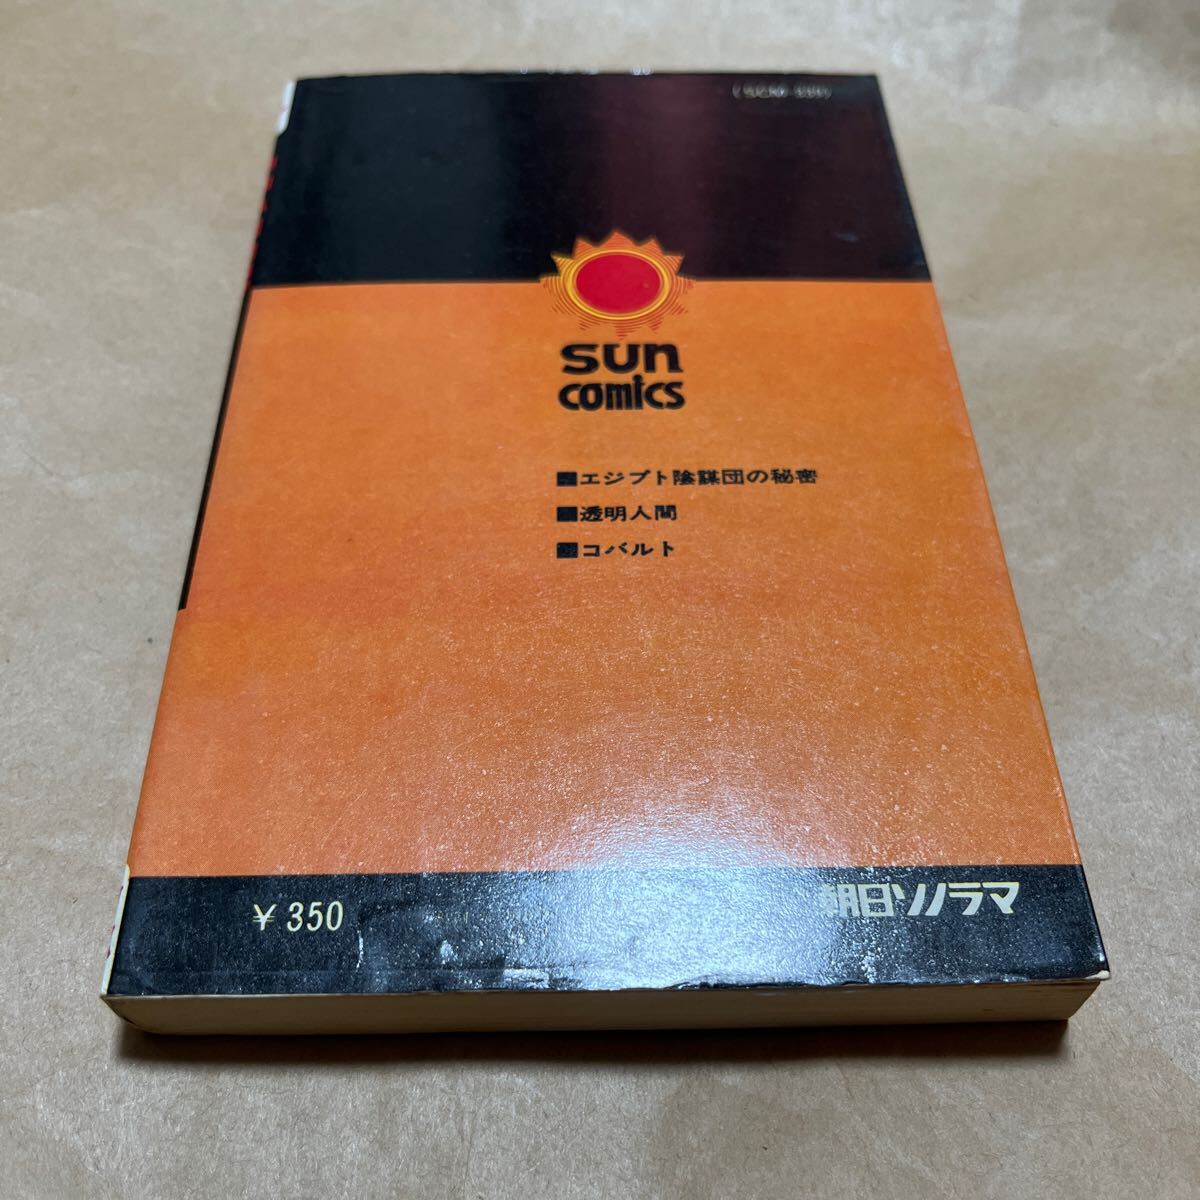 sun
comics
■エジプト陰謀団の秘密
■透明人間
■コバルト
¥350
朝日ソノラマ